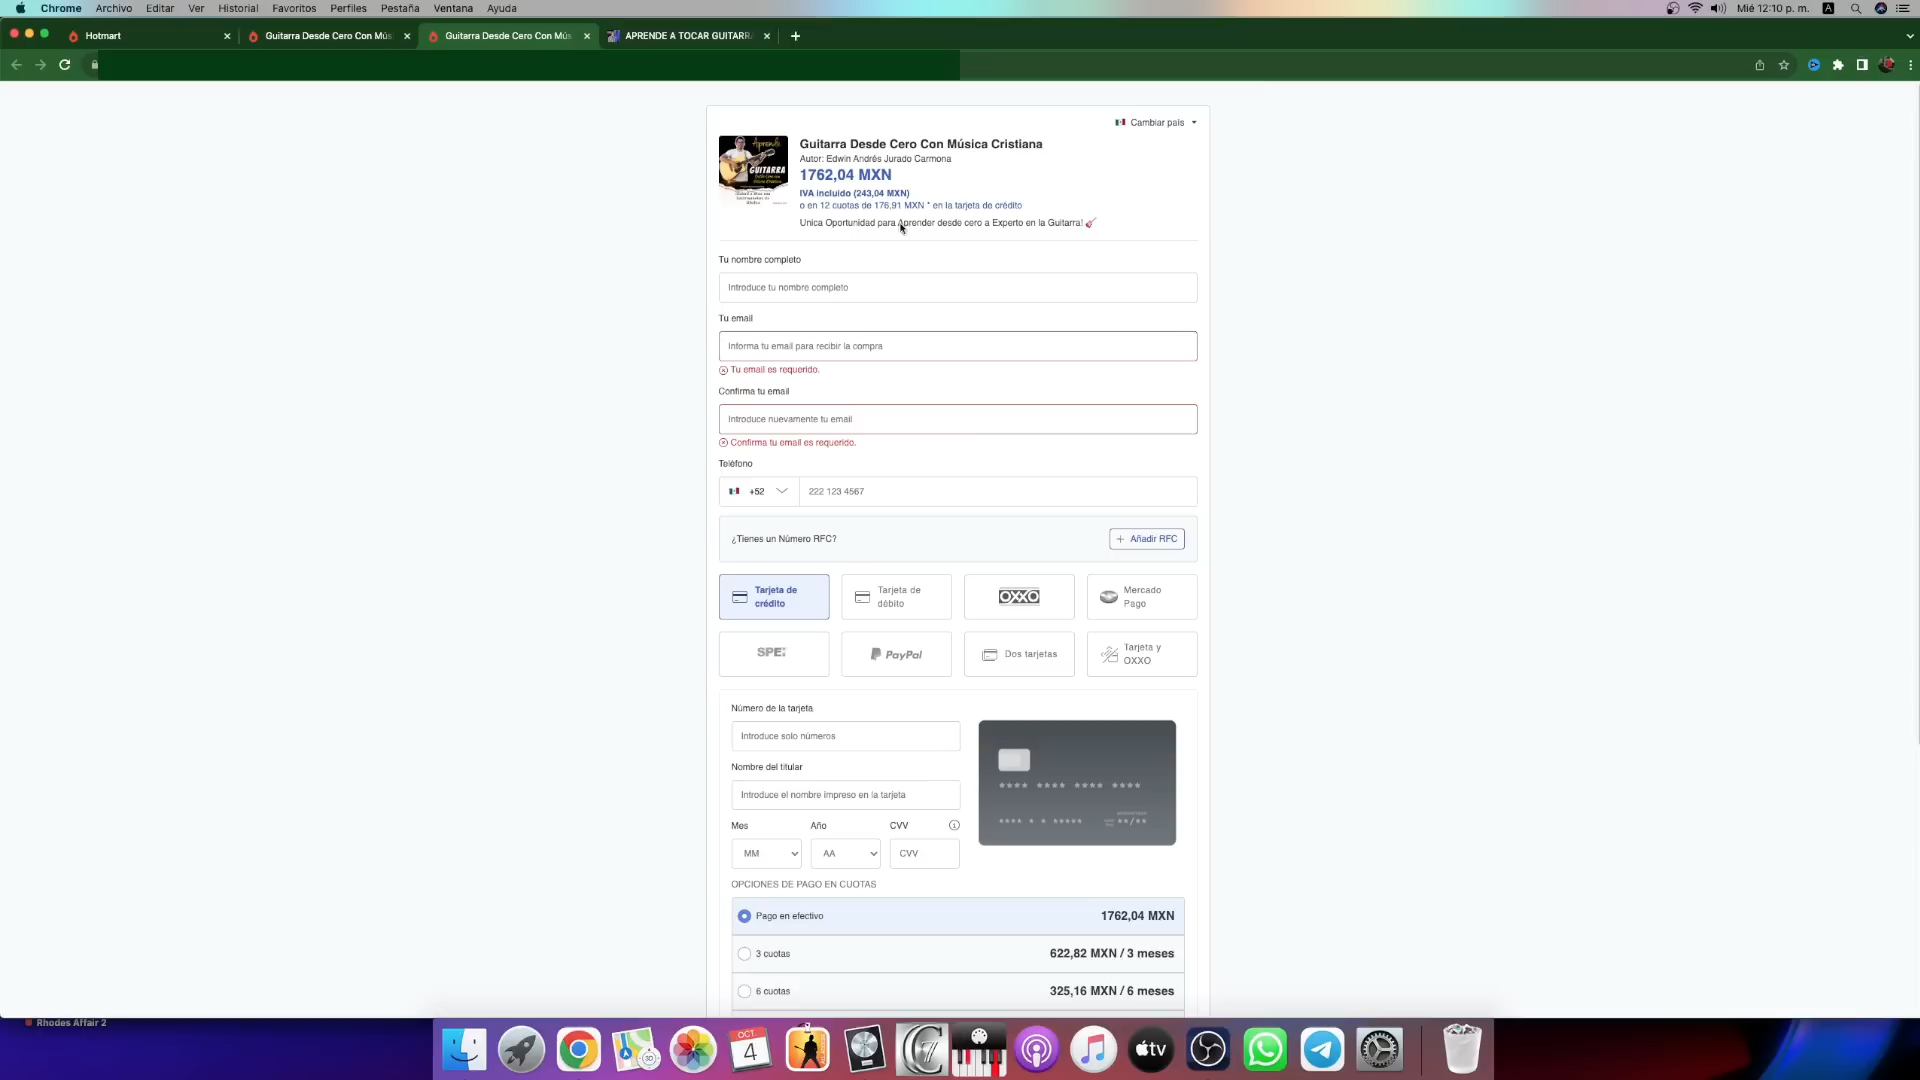 Chrome Archivo Editar Ver Historial Favoritos Perfiles Pestaña Ventana Ayuda
Mié 12:10 p. m.
Hotmart
Guitarra Desde Cero Con Mús
Guitarra Desde Cero Con Mús
APRENDE A TOCAR GUITARR
Cambiar país
Aprende
GUITARRA
Guitarra Desde Cero Con Música Cristiana
Autor: Edwin Andrés Jurado Carmona
1762,04 MXN
IVA incluido (243,04 MXN)
o en 12 cuotas de 176,91 MXN * en la tarjeta de crédito
Unica Oportunidad para Aprender desde cero a Experto en la Guitarra!
Tu nombre completo
Introduce tu nombre completo
Tu email
Informa tu email para recibir la compra
Tu email es requerido.
Confirma tu email
Introduce nuevamente tu email
Confirma tu email es requerido.
Teléfono
+52 222 123 4567
¿Tienes un Número RFC?
+ Añadir RFC
Tarjeta de crédito
Tarjeta de débito
OXXO
Mercado Pago
SPEI
PayPal
Dos tarjetas
Tarjeta y OXXO
Número de la tarjeta
Introduce solo números
Nombre del titular
Introduce el nombre impreso en la tarjeta
Mes Año CVV
MM AA CVV
**** **** **** ****
**** * * ***** **/**
OPCIONES DE PAGO EN CUOTAS
Pago en efectivo 1762,04 MXN
3 cuotas 622,82 MXN / 3 meses
6 cuotas 325,16 MXN / 6 meses
Rhodes Affair 2
OCT.
4
3D
C7
tv